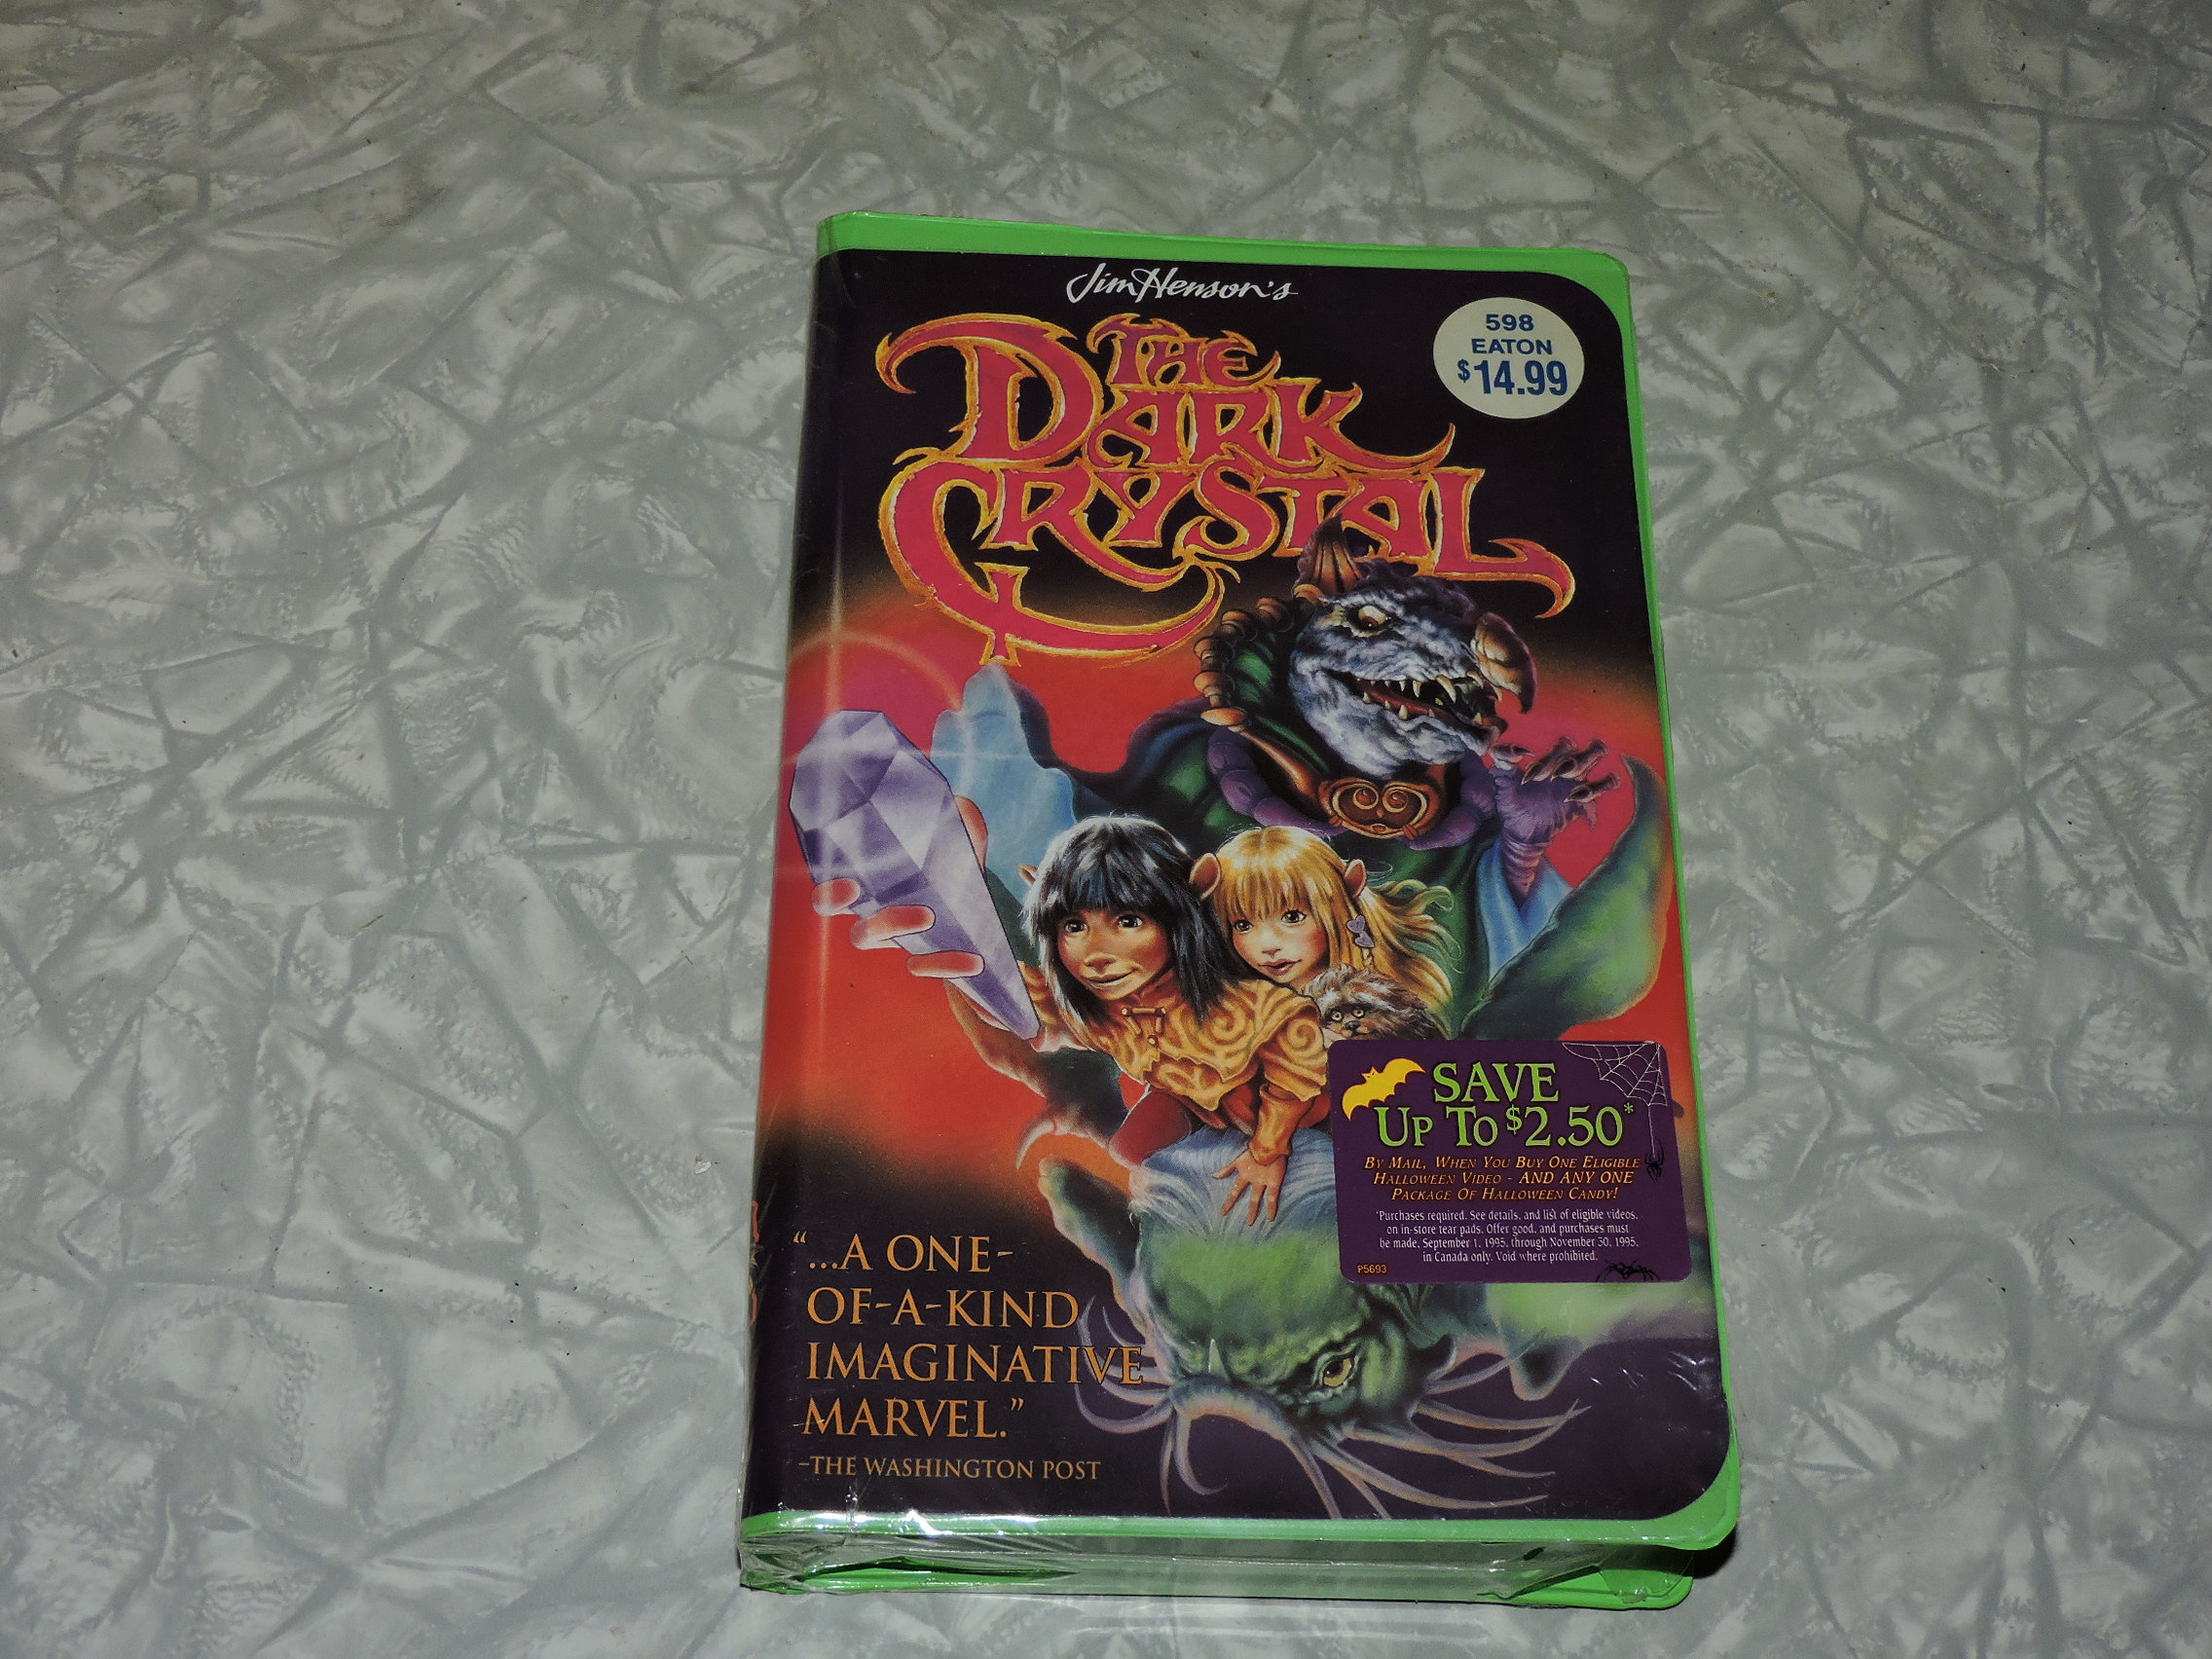 Jim Henson's
THE
DARK
CRYSTAL
598
EATON
$14.99
SAVE
UP TO $2.50*
BY MAIL, WHEN YOU BUY ONE ELIGIBLE
HALLOWEEN VIDEO - AND ANY ONE
PACKAGE OF HALLOWEEN CANDY!
*Purchases required. See details, and list of eligible videos,
on in-store tear pads. Offer good, and purchases must
be made, September 1, 1995, through November 30, 1995,
in Canada only. Void where prohibited.
P5693
"...A ONE-
OF-A-KIND
IMAGINATIVE
MARVEL."
-THE WASHINGTON POST